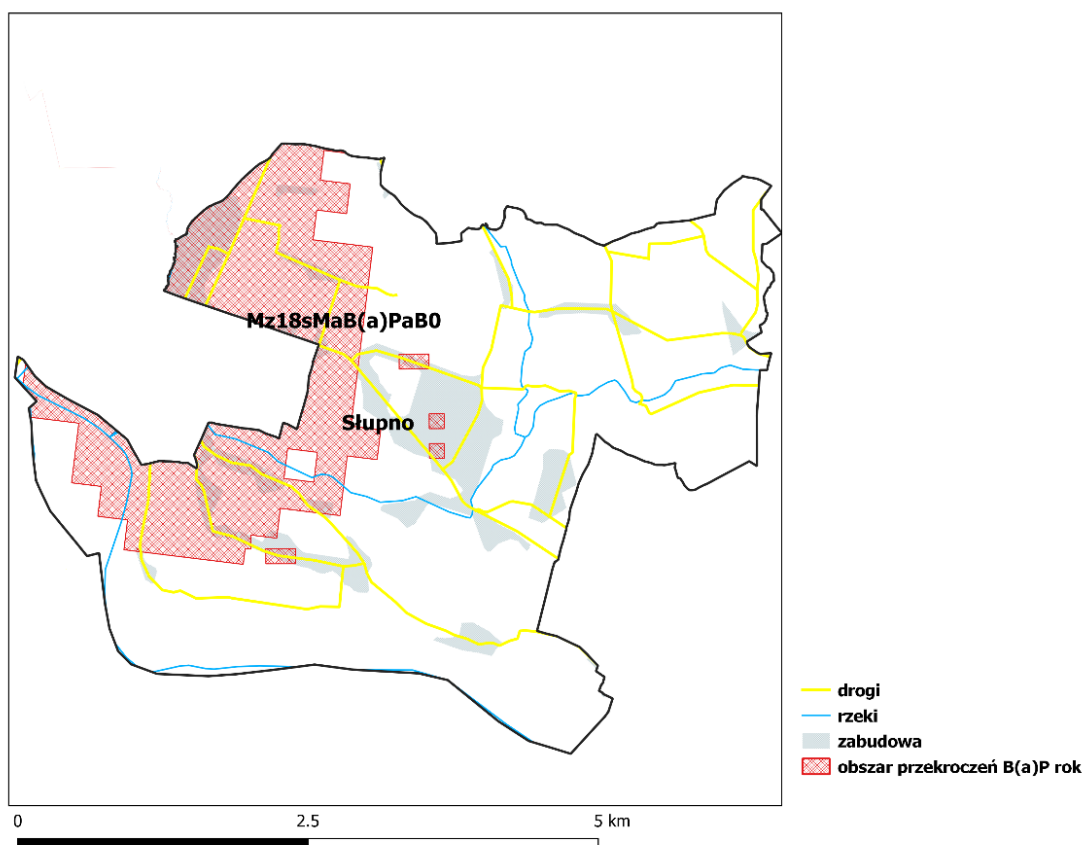 Mz18sMaB(a)PaB0
Słupno
drogi
rzeki
zabudowa
obszar przekroczeń B(a)P rok
0 2.5 5 km